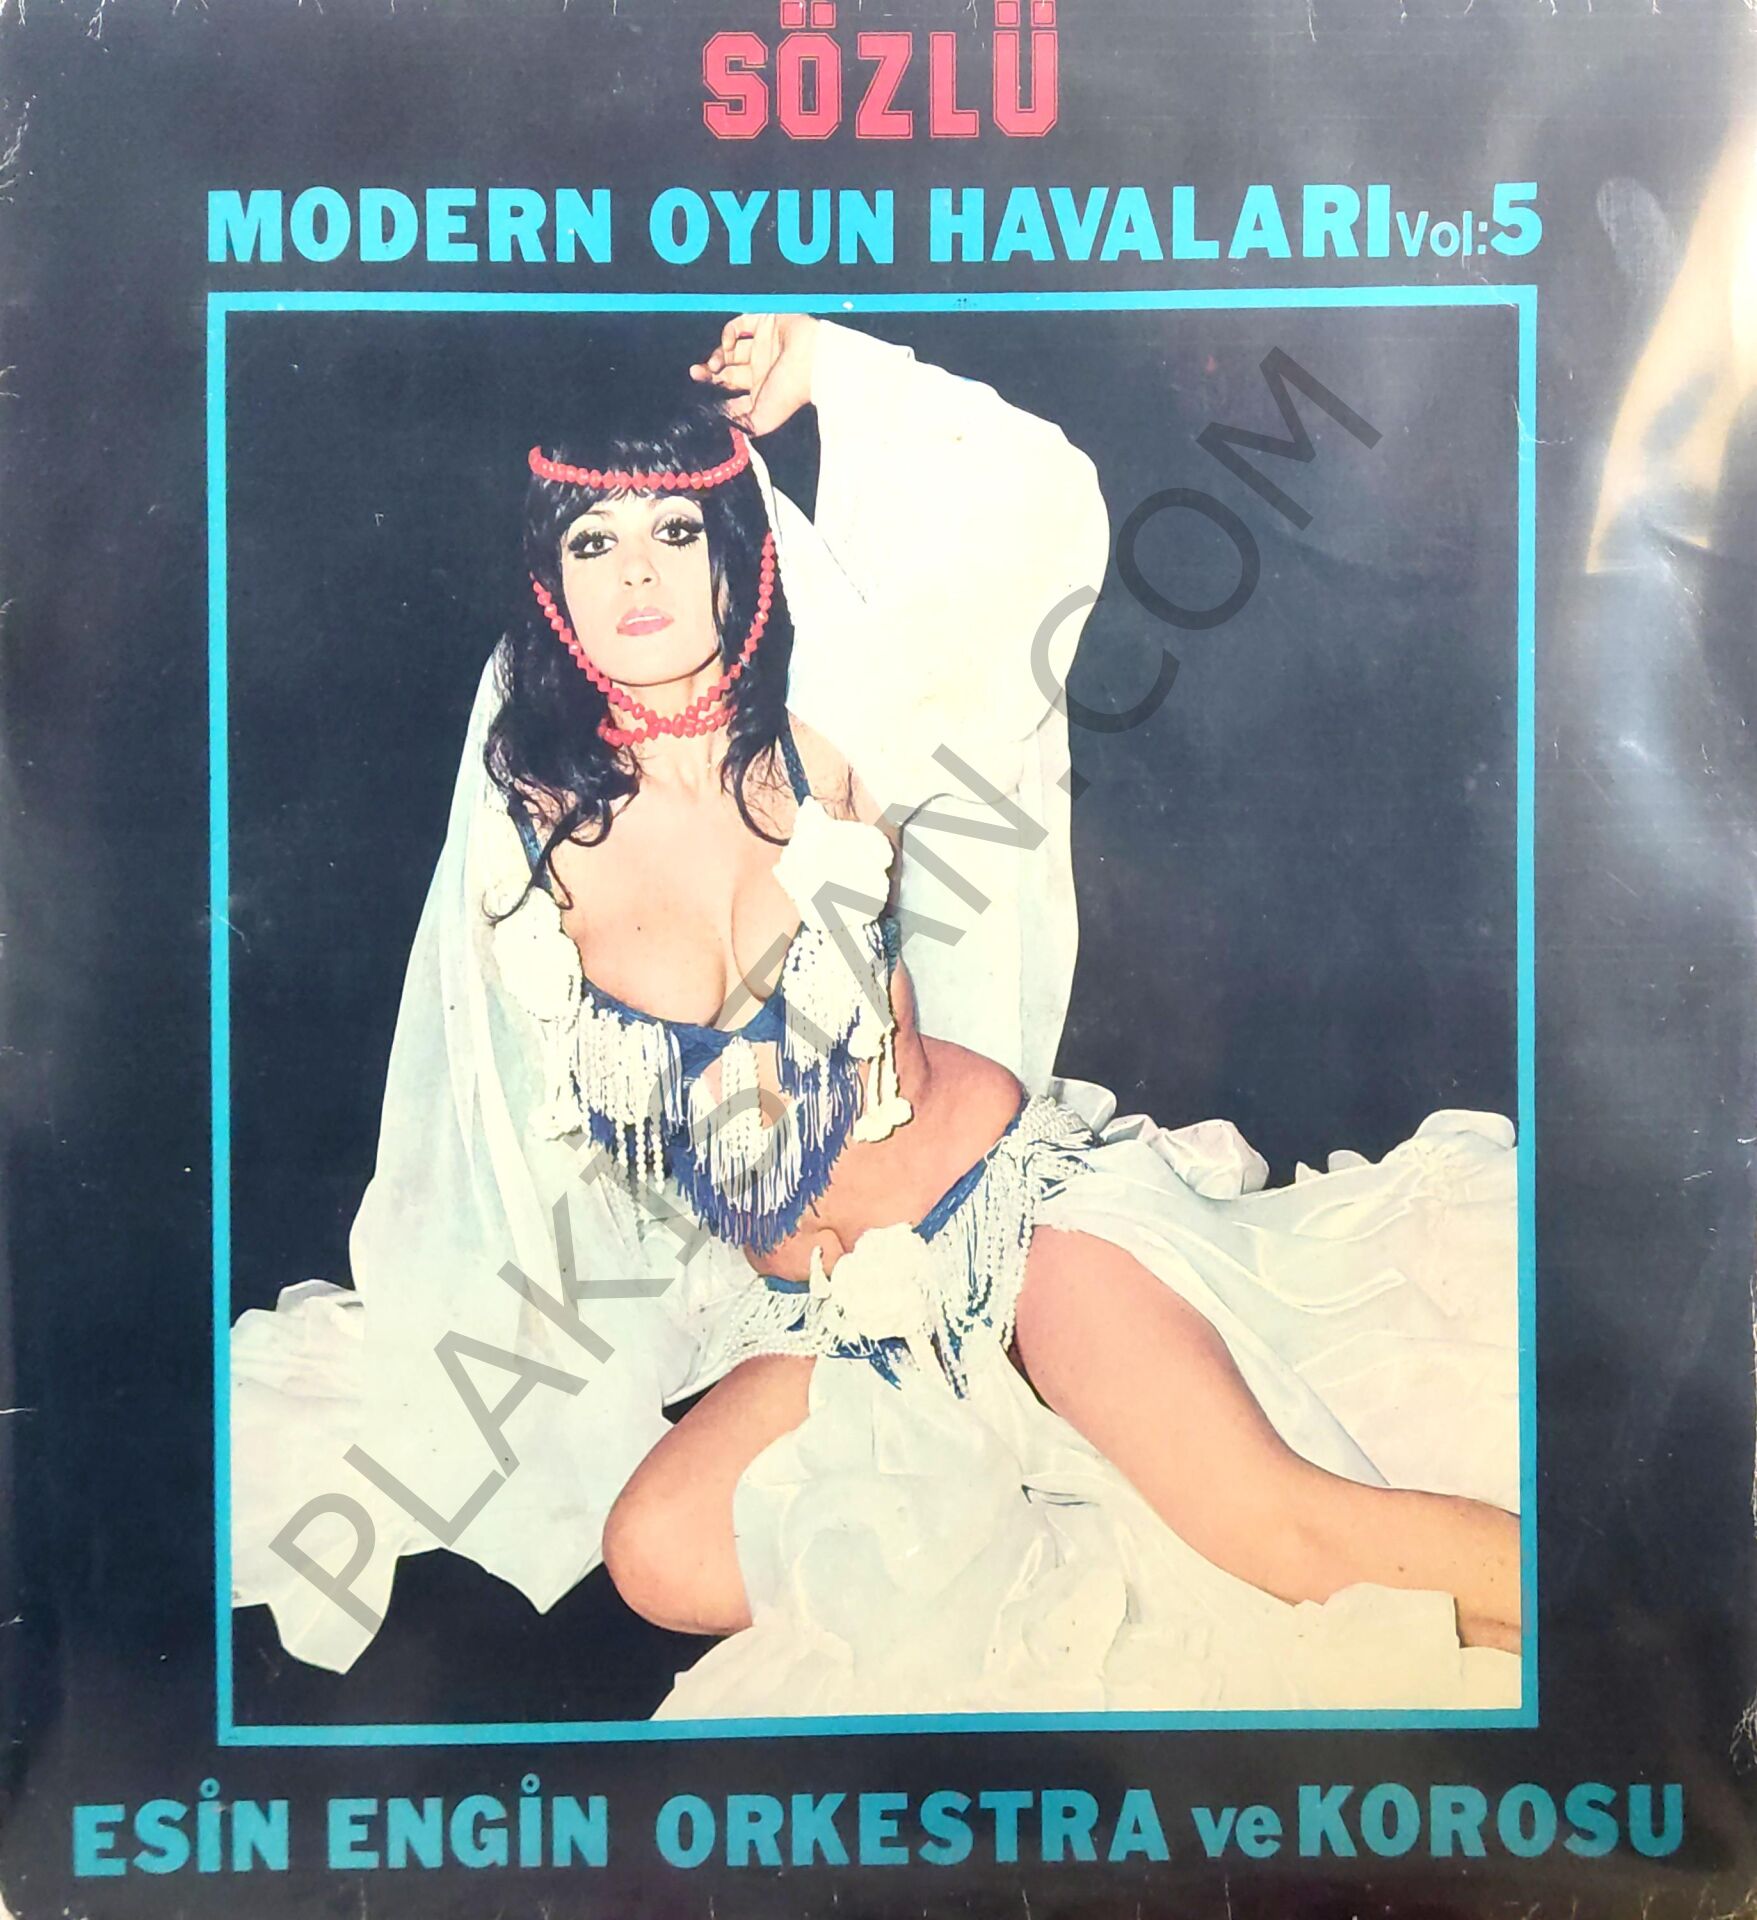 SÖZLÜ
MODERN OYUN HAVALARI Vol:5
PLAKİSTAN.COM
ESİN ENGİN ORKESTRA ve KOROSU